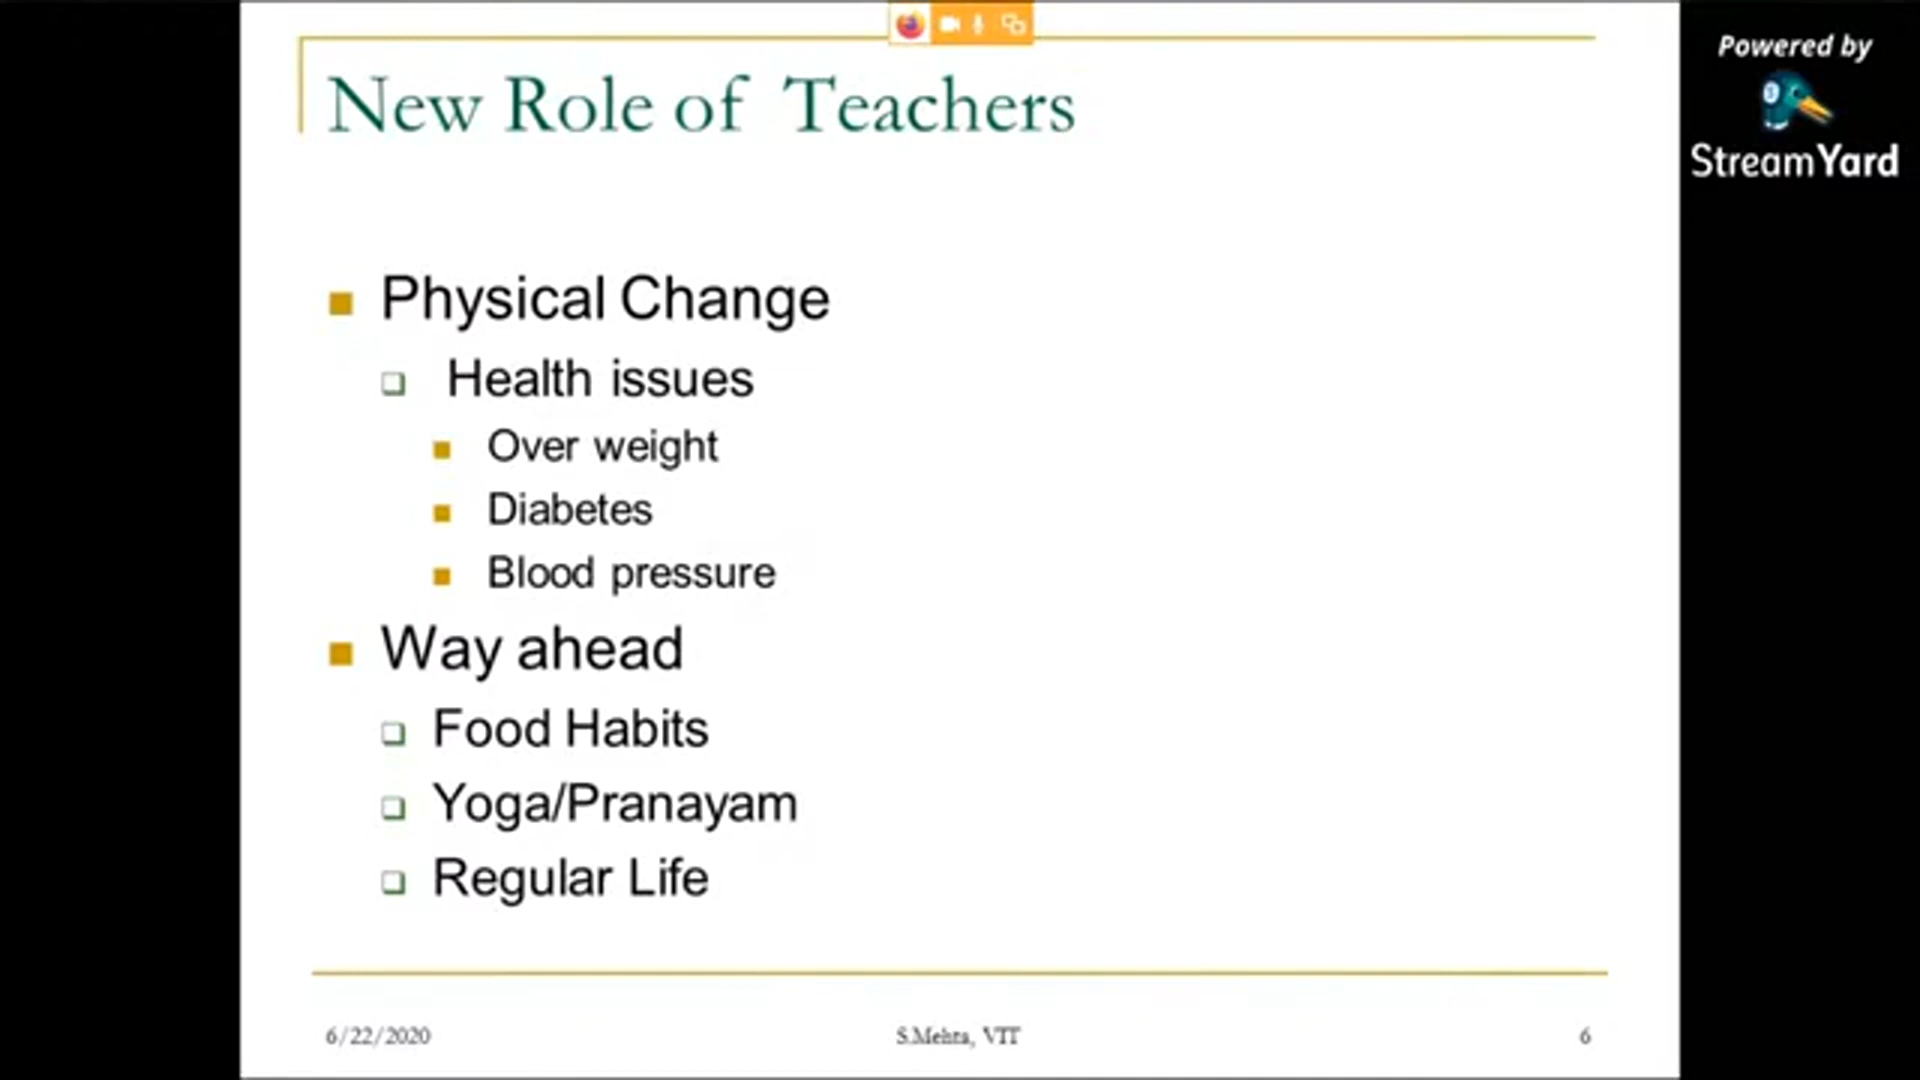 New Role of Teachers
Physical Change
Health issues
Over weight
Diabetes
Blood pressure
Way ahead
Food Habits
Yoga/Pranayam
Regular Life
6/22/2020
S.Mehta, VIT
6
Powered by
StreamYard